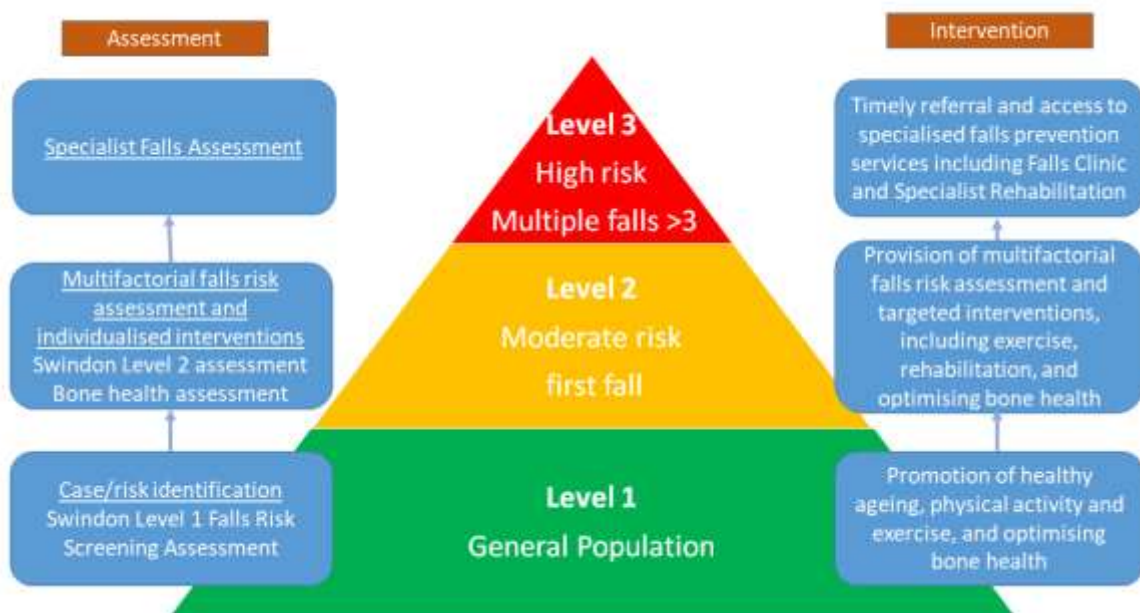 Assessment
Specialist Falls Assessment
Multifactorial falls risk
assessment and
individualised interventions
Swindon Level 2 assessment
Bone health assessment
Case/risk identification
Swindon Level 1 Falls Risk
Screening Assessment
Level 3
High risk
Multiple falls >3
Level 2
Moderate risk
first fall
Level 1
General Population
Intervention
Timely referral and access to
specialised falls prevention
services including Falls Clinic
and Specialist Rehabilitation
Provision of multifactorial
falls risk assessment and
targeted interventions,
including exercise,
rehabilitation, and
optimising bone health
Promotion of healthy
ageing, physical activity and
exercise, and optimising
bone health